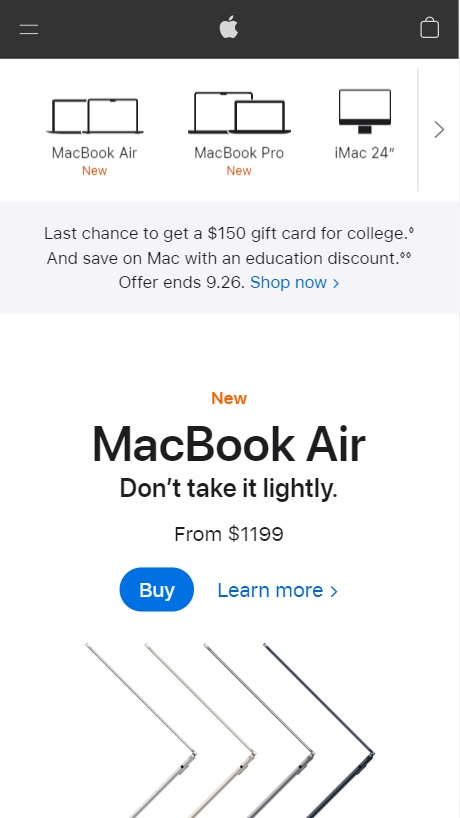 MacBook Air
New
MacBook Pro
New
iMac 24”
Last chance to get a $150 gift card for college.◊
And save on Mac with an education discount.◊◊
Offer ends 9.26. Shop now >
New
MacBook Air
Don’t take it lightly.
From $1199
Buy
Learn more >